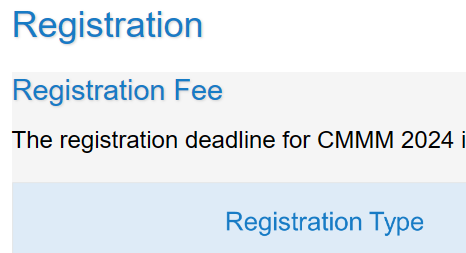 Registration
Registration Fee
The registration deadline for CMMM 2024 i
Registration Type